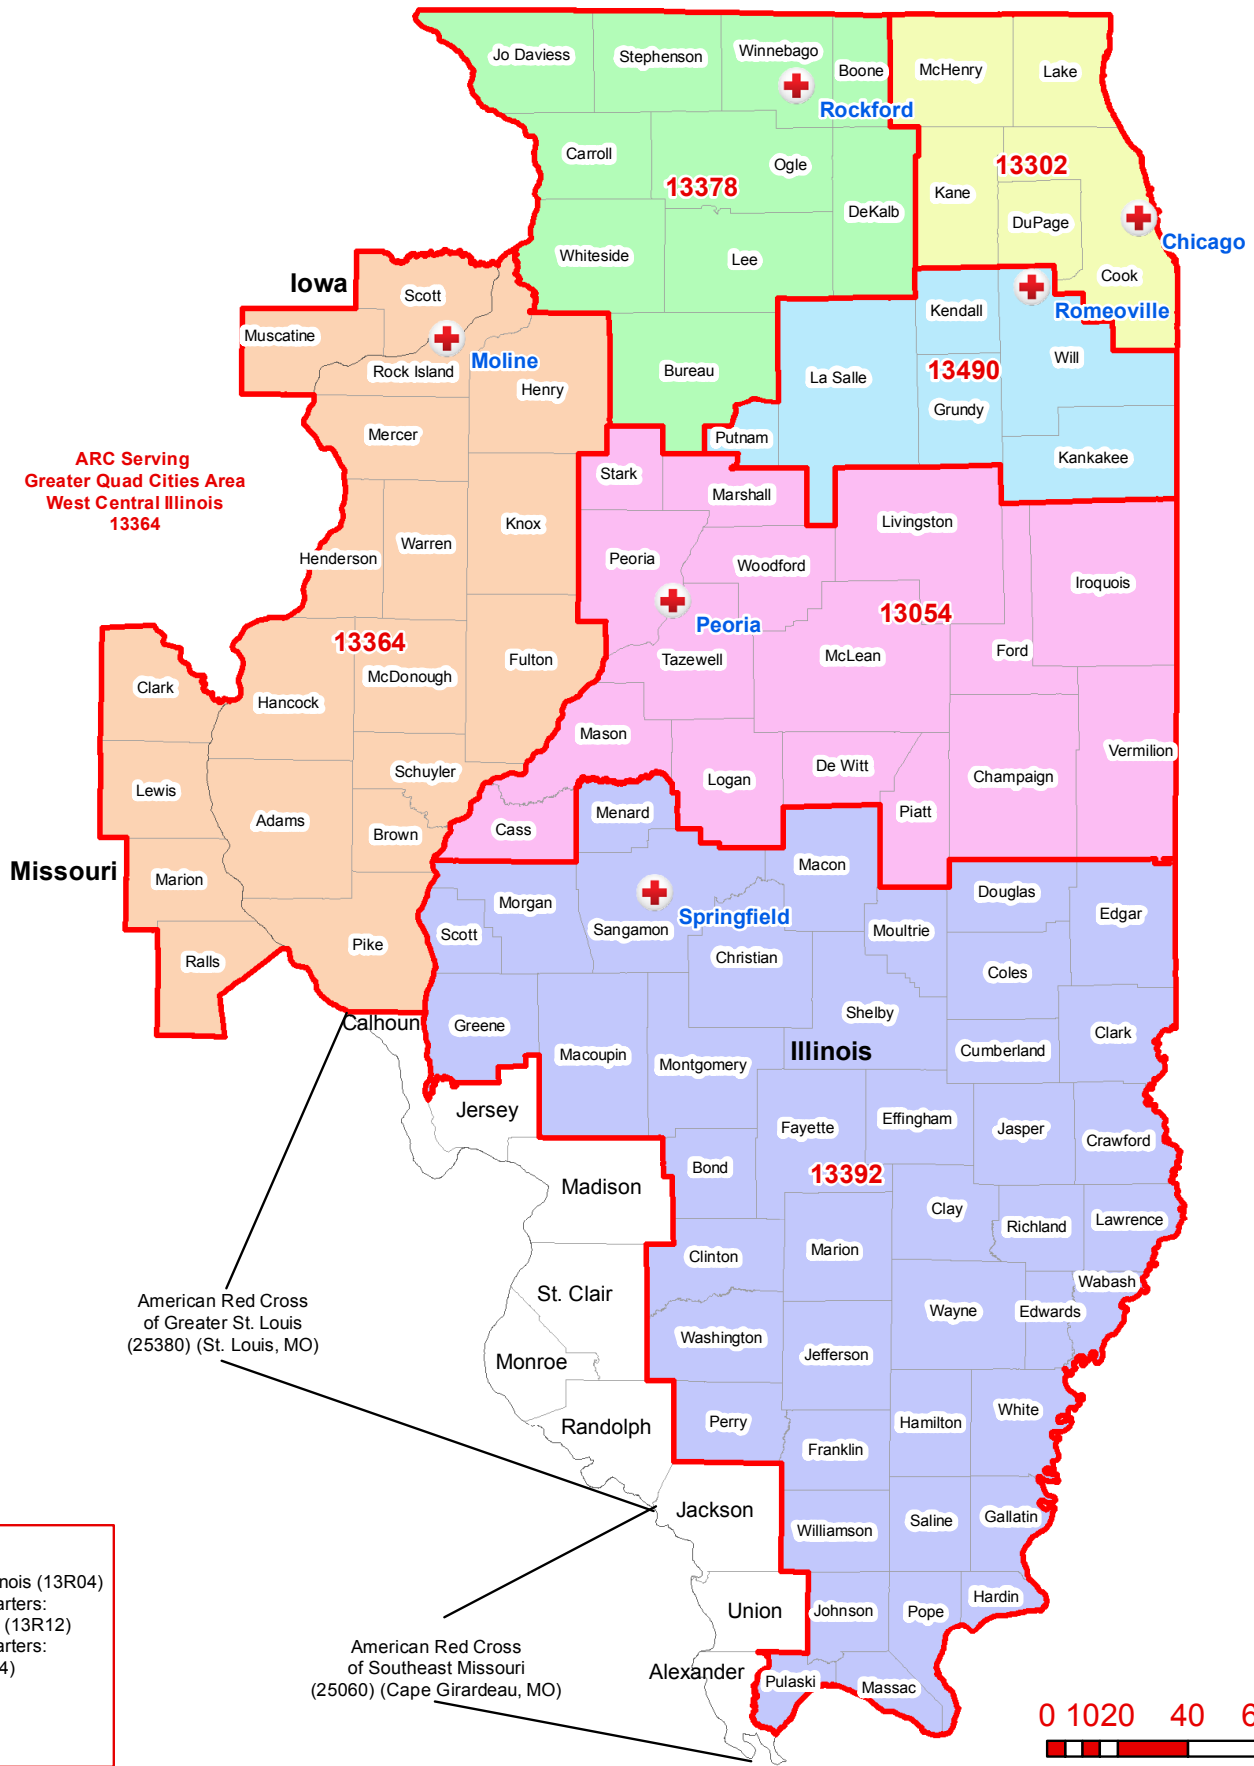 Jo Daviess
Stephenson
Winnebago
Boone
McHenry
Lake
Rockford
Carroll
Ogle
13378
13302
Kane
DeKalb
DuPage
Chicago
Whiteside
Lee
Cook
Iowa
Scott
Kendall
Romeoville
Muscatine
Moline
Rock Island
Henry
Bureau
La Salle
13490
Will
Grundy
Mercer
Putnam
Kankakee
ARC Serving
Greater Quad Cities Area
West Central Illinois
13364
Stark
Marshall
Livingston
Knox
Warren
Henderson
Peoria
Woodford
Iroquois
13054
Peoria
13364
McLean
Ford
Tazewell
Fulton
McDonough
Clark
Hancock
Mason
Vermilion
Schuyler
De Witt
Logan
Champaign
Lewis
Menard
Piatt
Adams
Cass
Brown
Missouri
Marion
Macon
Douglas
Morgan
Springfield
Edgar
Scott
Sangamon
Moultrie
Pike
Christian
Ralls
Coles
Calhoun
Greene
Shelby
Clark
Macoupin
Illinois
Cumberland
Montgomery
Jersey
Effingham
Fayette
Jasper
Crawford
Bond
13392
Madison
Clay
Richland
Lawrence
Clinton
Marion
Wabash
St. Clair
American Red Cross
of Greater St. Louis
(25380) (St. Louis, MO)
Wayne
Edwards
Washington
Jefferson
Monroe
White
Randolph
Perry
Hamilton
Franklin
Jackson
Gallatin
Saline
Williamson
nois (13R04)
arters:
(13R12)
arters:
4)
Hardin
Union
Johnson
Pope
American Red Cross
of Southeast Missouri
(25060) (Cape Girardeau, MO)
Alexander
Pulaski
Massac
0 1020 40 6